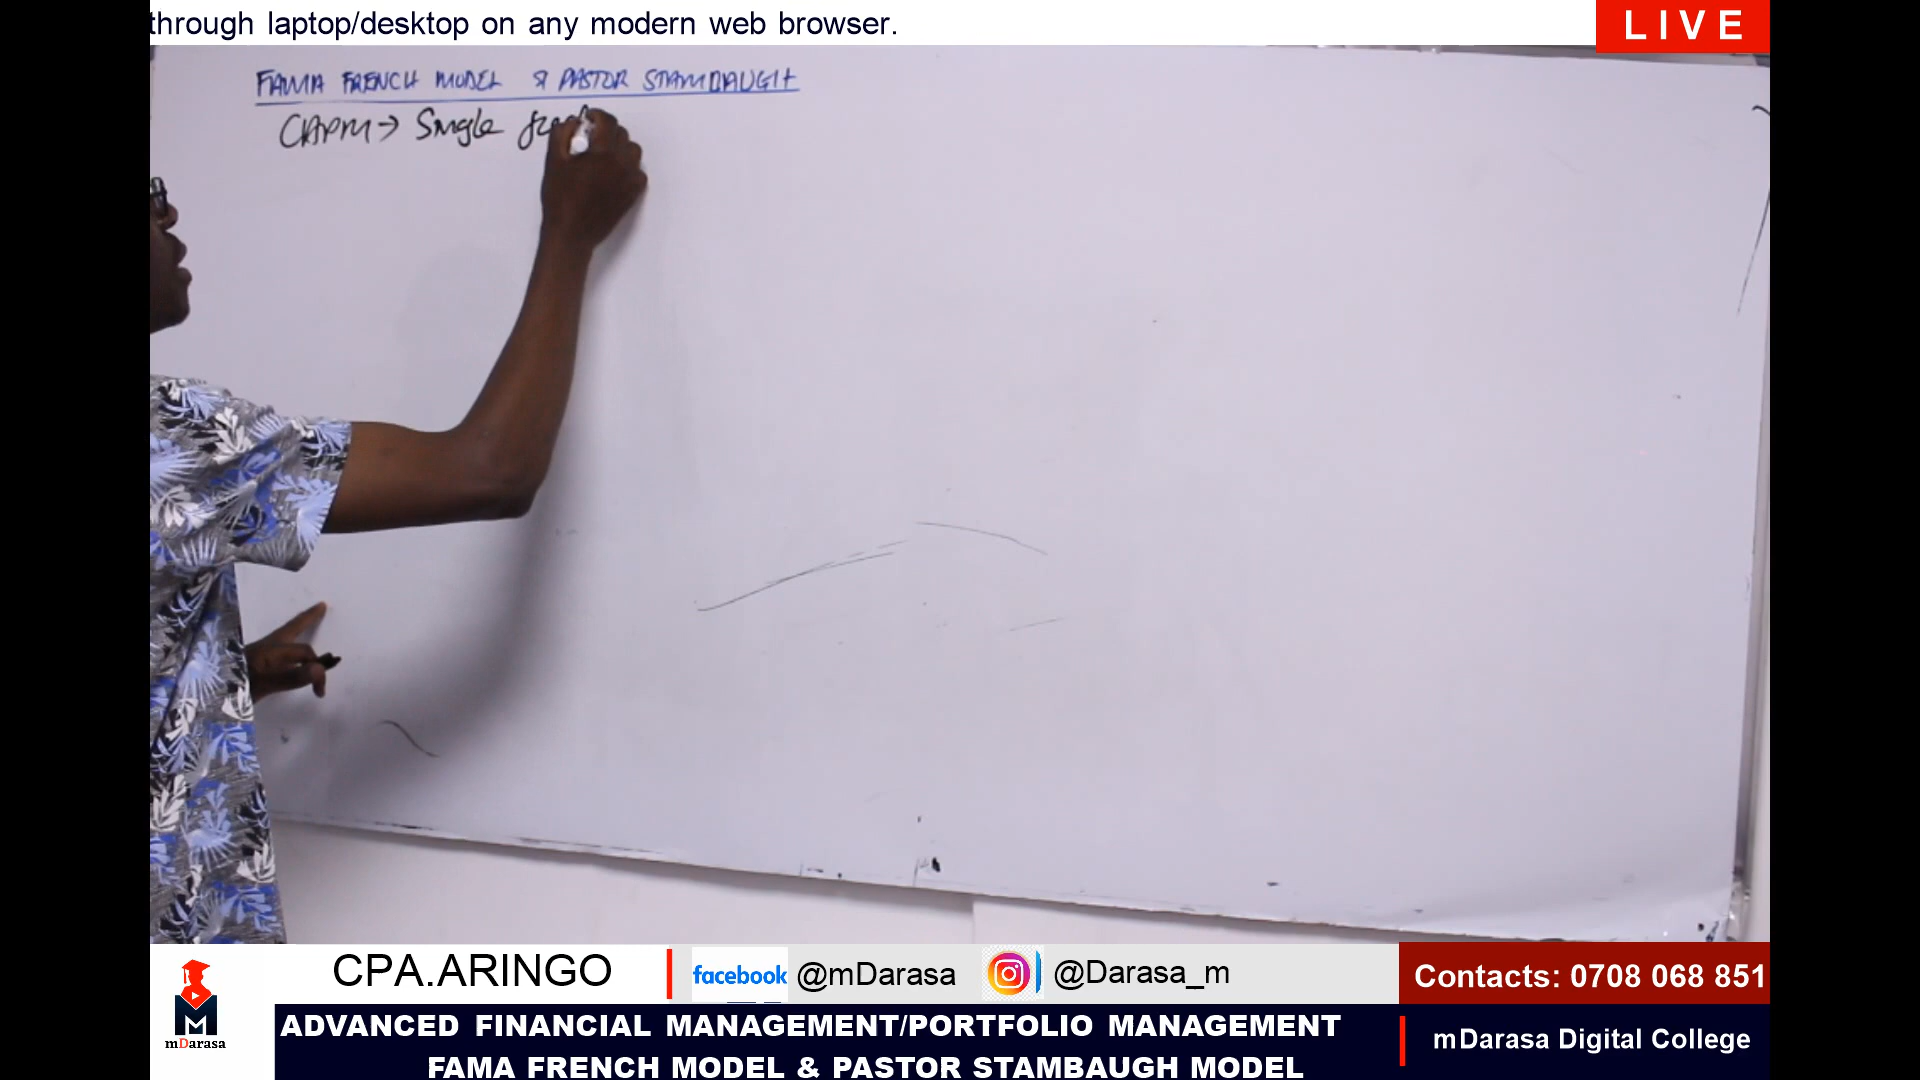 through laptop/desktop on any modern web browser.
LIVE
FAMA FRENCH MODEL & PASTOR STAMBAUGH
CAPM → Single
CPA.ARINGO
facebook @mDarasa
@Darasa_m
Contacts: 0708 068 851
M
mDarasa
ADVANCED FINANCIAL MANAGEMENT/PORTFOLIO MANAGEMENT
FAMA FRENCH MODEL & PASTOR STAMBAUGH MODEL
mDarasa Digital College